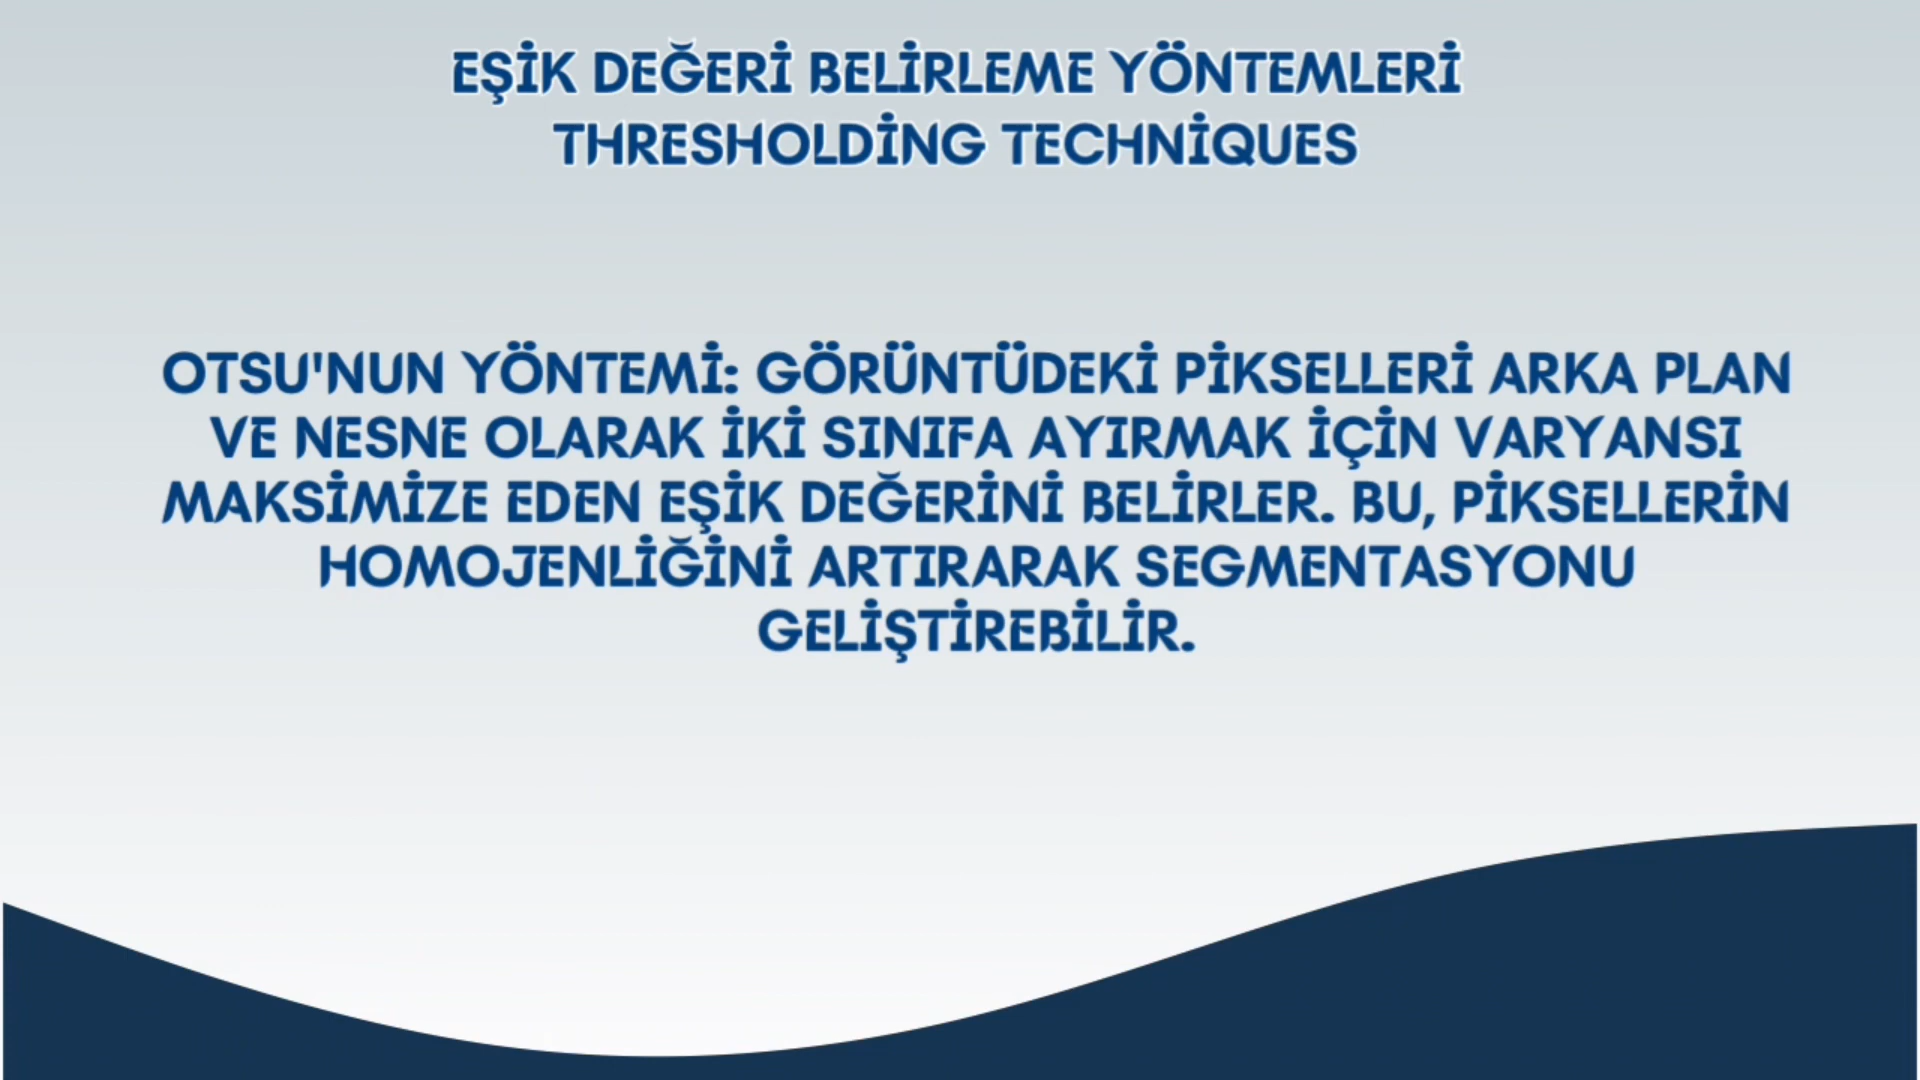 EŞİK DEĞERİ BELİRLEME YÖNTEMLERİ
THRESHOLDİNG TECHNİQUES
OTSU'NUN YÖNTEMİ: GÖRÜNTÜDEKİ PİKSELLERİ ARKA PLAN
VE NESNE OLARAK İKİ SINIFA AYIRMAK İÇİN VARYANSI
MAKSİMİZE EDEN EŞİK DEĞERİNİ BELİRLER. BU, PİKSELLERİN
HOMOJENLİĞİNİ ARTIRARAK SEGMENTASYONU
GELİŞTİREBİLİR.